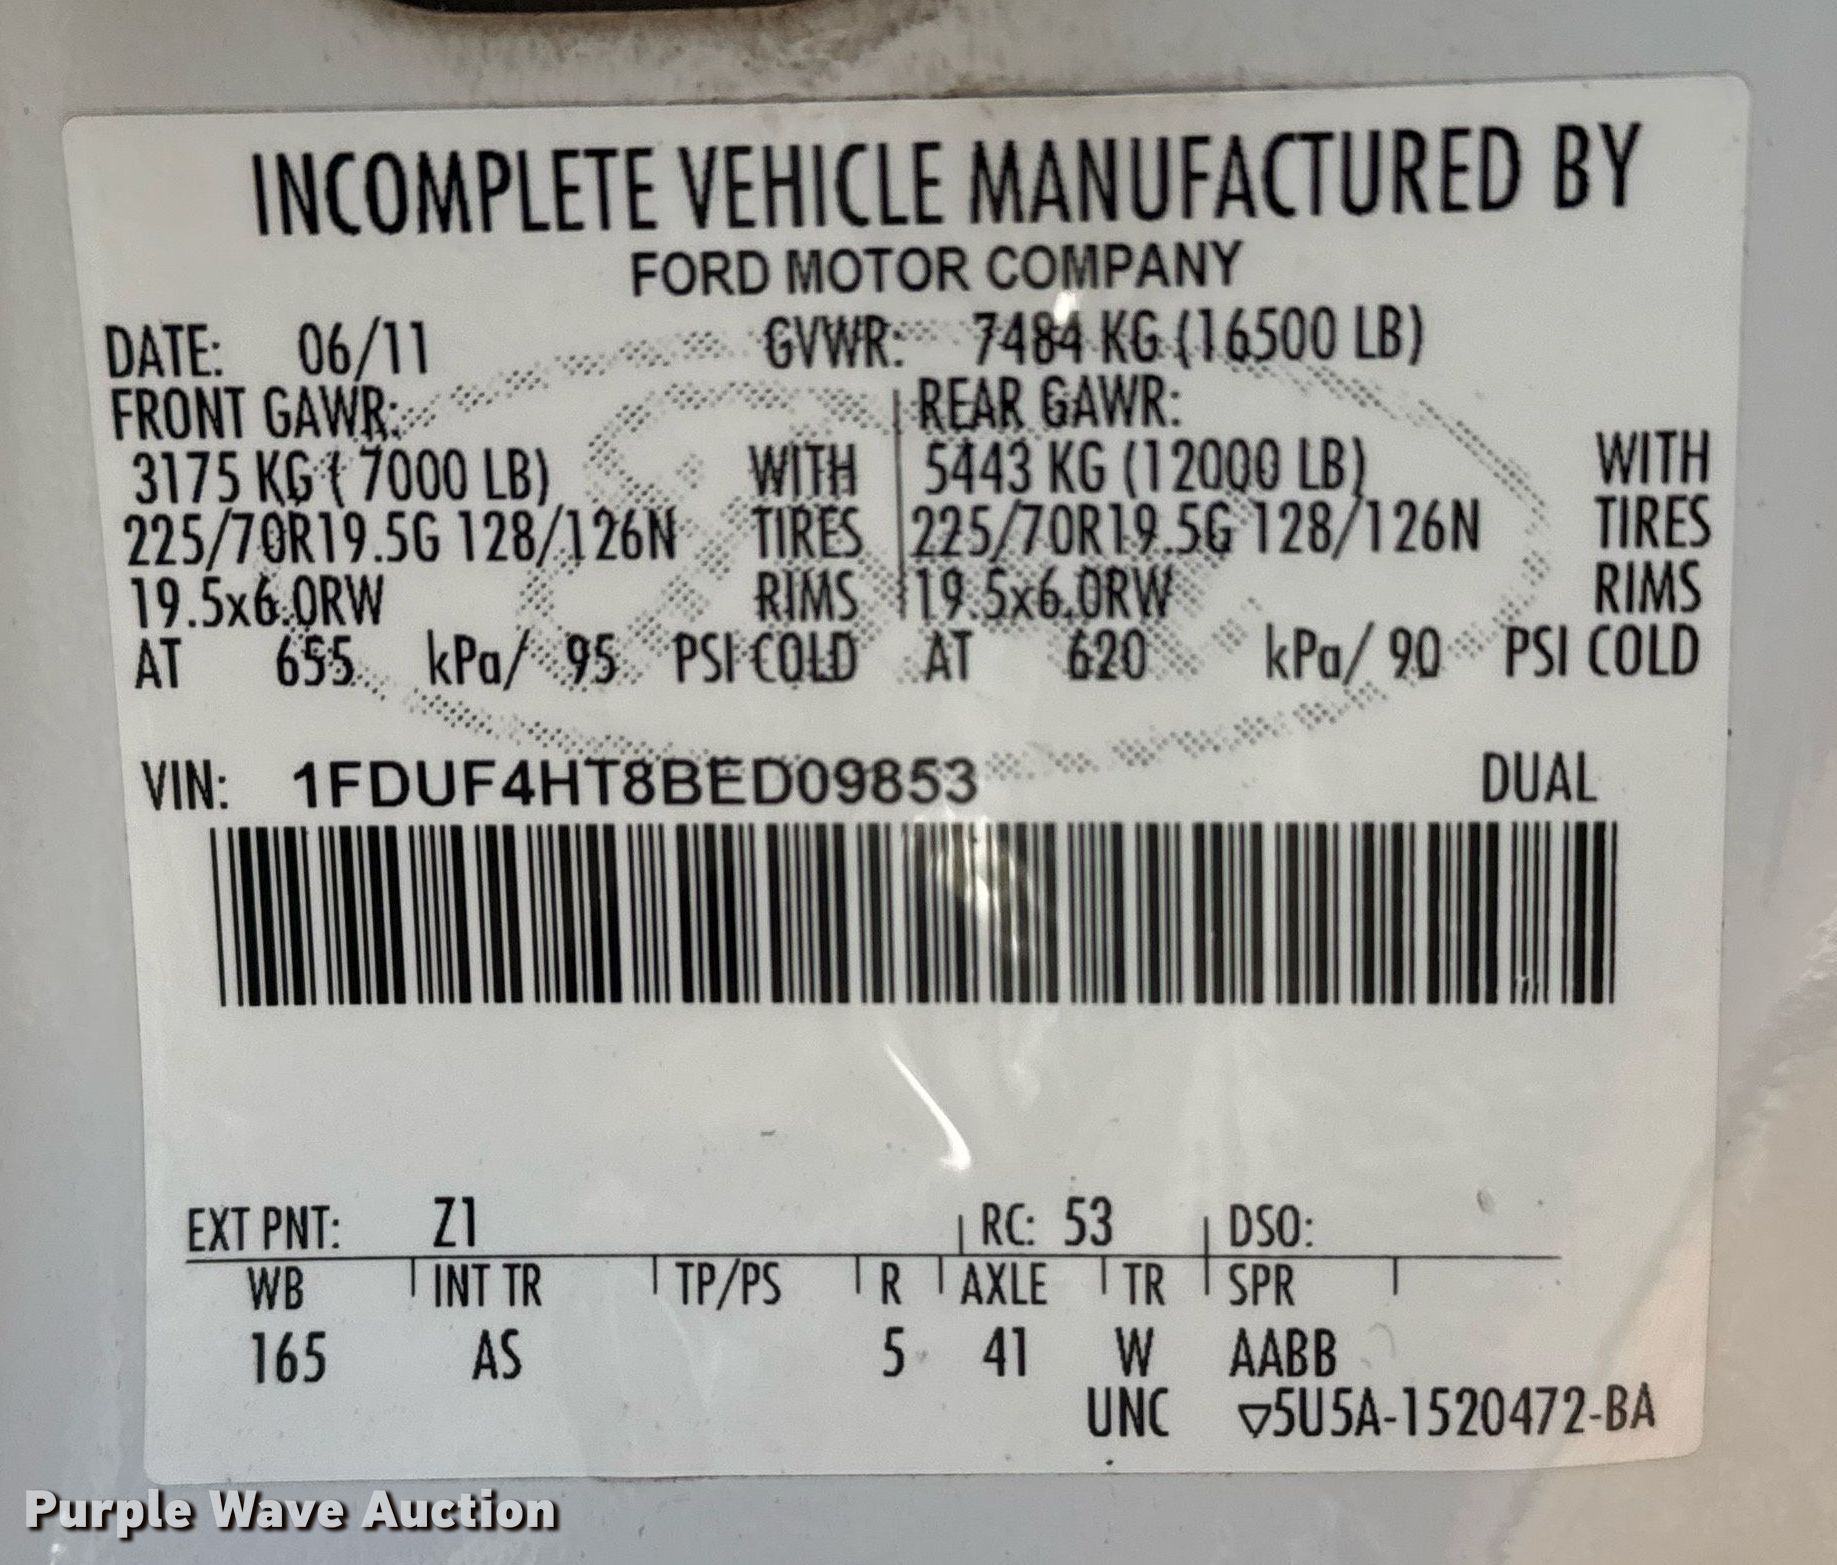 INCOMPLETE VEHICLE MANUFACTURED BY
FORD MOTOR COMPANY
DATE: 06/11 GVWR: 7484 KG (16500 LB)
FRONT GAWR: REAR GAWR:
3175 KG ( 7000 LB) WITH 5443 KG (12000 LB) WITH
225/70R19.5G 128/126N TIRES 225/70R19.5G 128/126N TIRES
19.5x6.0RW RIMS 19.5x6.0RW RIMS
AT 655 kPa/ 95 PSI COLD AT 620 kPa/ 90 PSI COLD
VIN: 1FDUF4HT8BED09853 DUAL
EXT PNT: Z1 RC: 53 DSO:
WB INT TR TP/PS R AXLE TR SPR
165 AS 5 41 W AABB
UNC ▽5U5A-1520472-BA
Purple Wave Auction